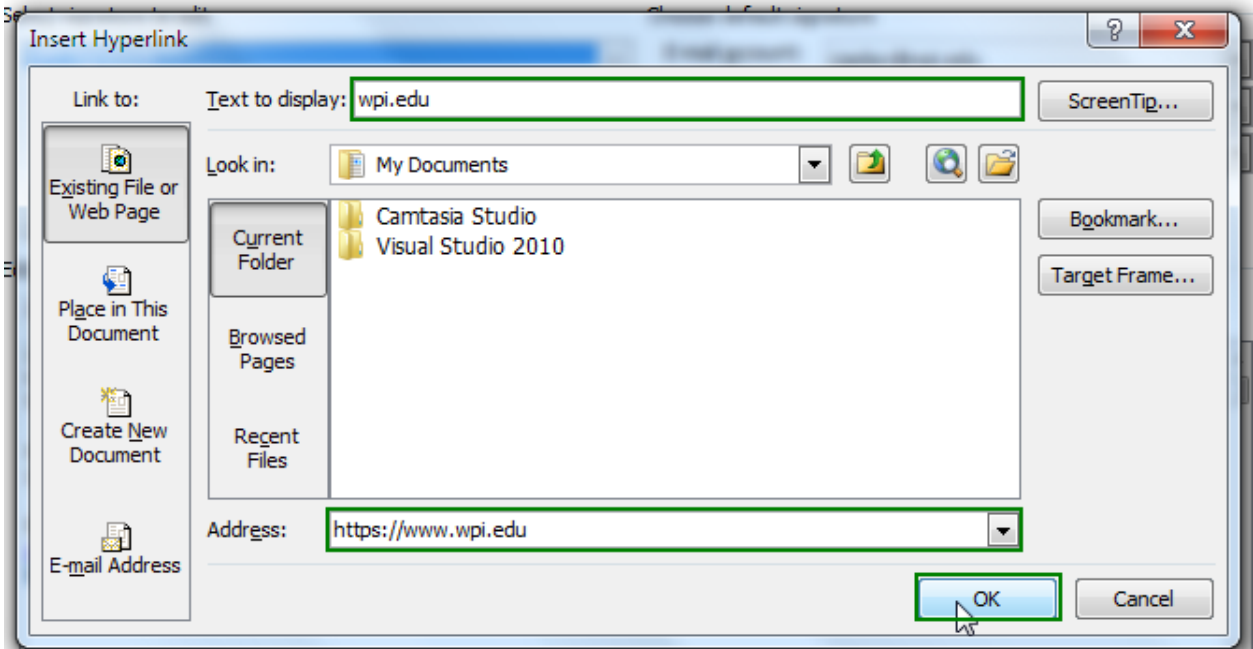 Insert Hyperlink
Link to:
Text to display: wpi.edu
ScreenTip...
Existing File or
Web Page
Look in: My Documents
Current
Folder
Camtasia Studio
Visual Studio 2010
Bookmark...
Target Frame...
Place in This
Document
Browsed
Pages
Create New
Document
Recent
Files
Address: https://www.wpi.edu
E-mail Address
OK
Cancel